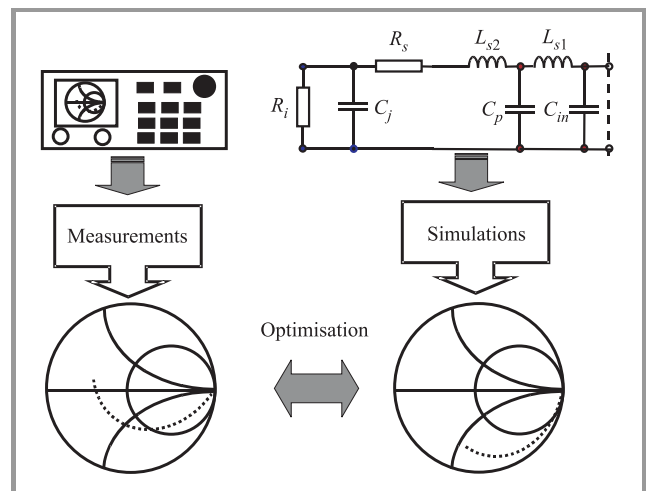 R_s
L_s2
L_s1
R_i
C_j
C_p
C_in
Measurements
Simulations
Optimisation